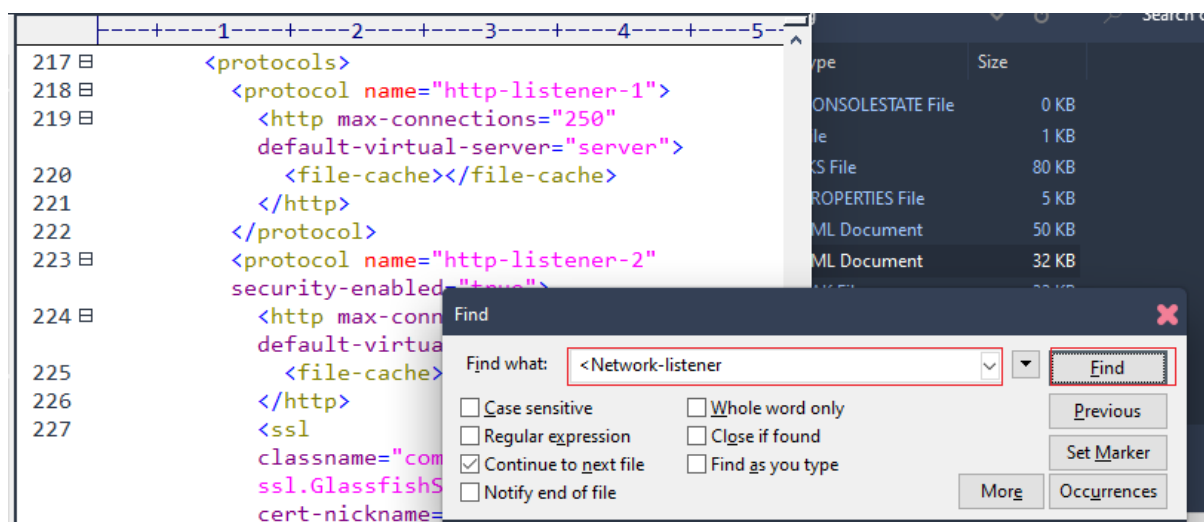 ----+----1----+----2----+----3----+----4----+----5--
217 <protocols>
218 <protocol name="http-listener-1">
219 <http max-connections="250"
default-virtual-server="server">
220 <file-cache></file-cache>
221 </http>
222 </protocol>
223 <protocol name="http-listener-2"
security-enabled="true">
224 <http max-conn
default-virtua
225 <file-cache>
226 </http>
227 <ssl
classname="com
ssl.GlassfishS
cert-nickname=
Search
ype Size
ONSOLESTATE File 0 KB
le 1 KB
KS File 80 KB
ROPERTIES File 5 KB
ML Document 50 KB
ML Document 32 KB
Find
Find what: <Network-listener
Find
Case sensitive
Whole word only
Previous
Regular expression
Close if found
Continue to next file
Find as you type
Set Marker
Notify end of file
More
Occurrences